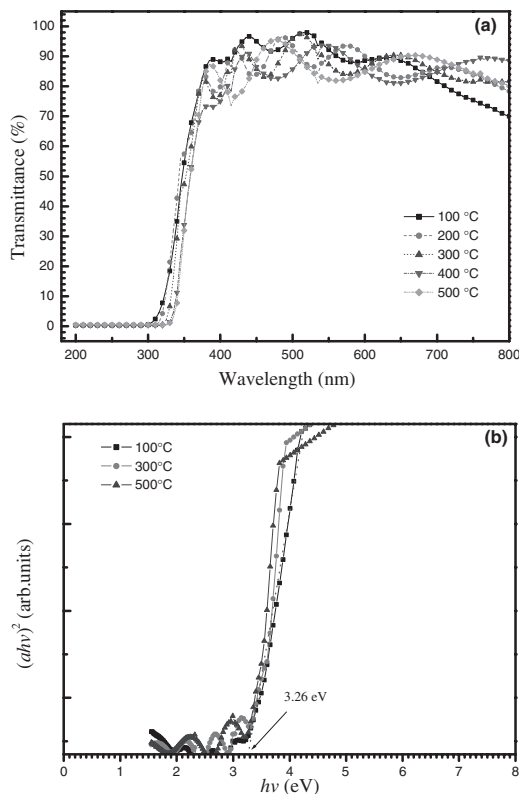 (a)
100
90
80
70
60
50
40
30
20
10
0
Transmittance (%)
100 °C
200 °C
300 °C
400 °C
500 °C
200 300 400 500 600 700 800
Wavelength (nm)
(b)
100°C
300°C
500°C
(ahv)²(arb.units)
3.26 eV
0 1 2 3 4 5 6 7 8
hv (eV)